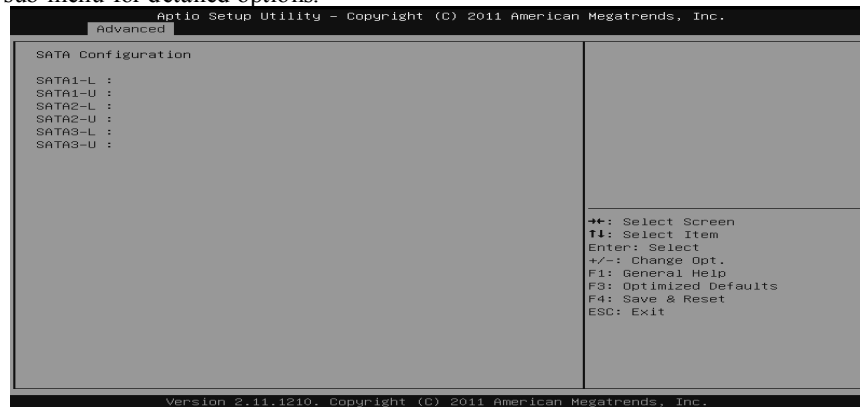 sub-menu for detailed options.
Aptio Setup Utility – Copyright (C) 2011 American Megatrends, Inc.
Advanced
SATA Configuration
SATA1-L :
SATA1-U :
SATA2-L :
SATA2-U :
SATA3-L :
SATA3-U :
→←: Select Screen
↑↓: Select Item
Enter: Select
+/-: Change Opt.
F1: General Help
F3: Optimized Defaults
F4: Save & Reset
ESC: Exit
Version 2.11.1210. Copyright (C) 2011 American Megatrends, Inc.